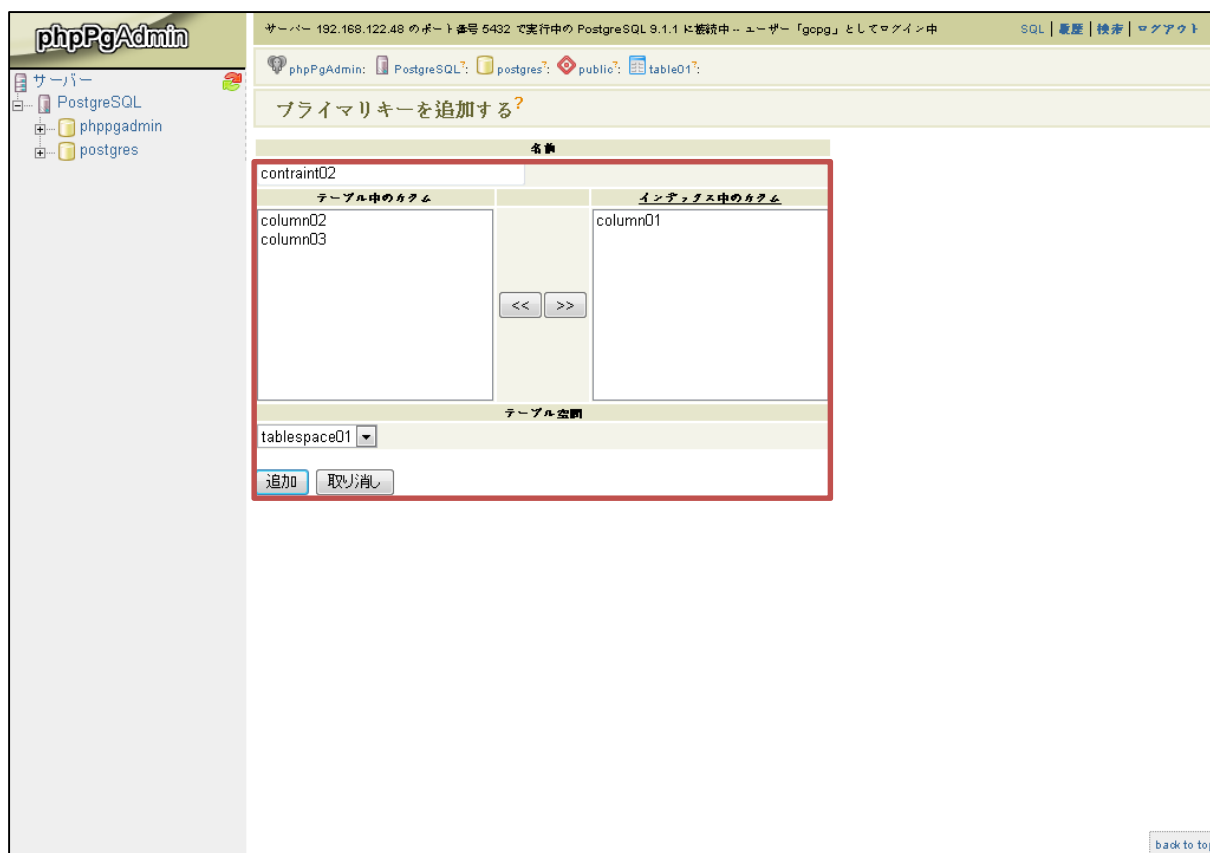 phpPgAdmin
サーバー 192.168.122.48 のポート番号 5432 で実行中の PostgreSQL 9.1.1 に接続中 -- ユーザー「gopg」としてログイン中
SQL | 履歴 | 検索 | ログアウト
phpPgAdmin: PostgreSQL?: postgres?: public?: table01?:
サーバー
PostgreSQL
phppgadmin
postgres
プライマリキーを追加する?
名前
contraint02
テーブル中のカラム インデックス中のカラム
column02 column01
column03
<< >>
テーブル空間
tablespace01
追加 取り消し
back to top